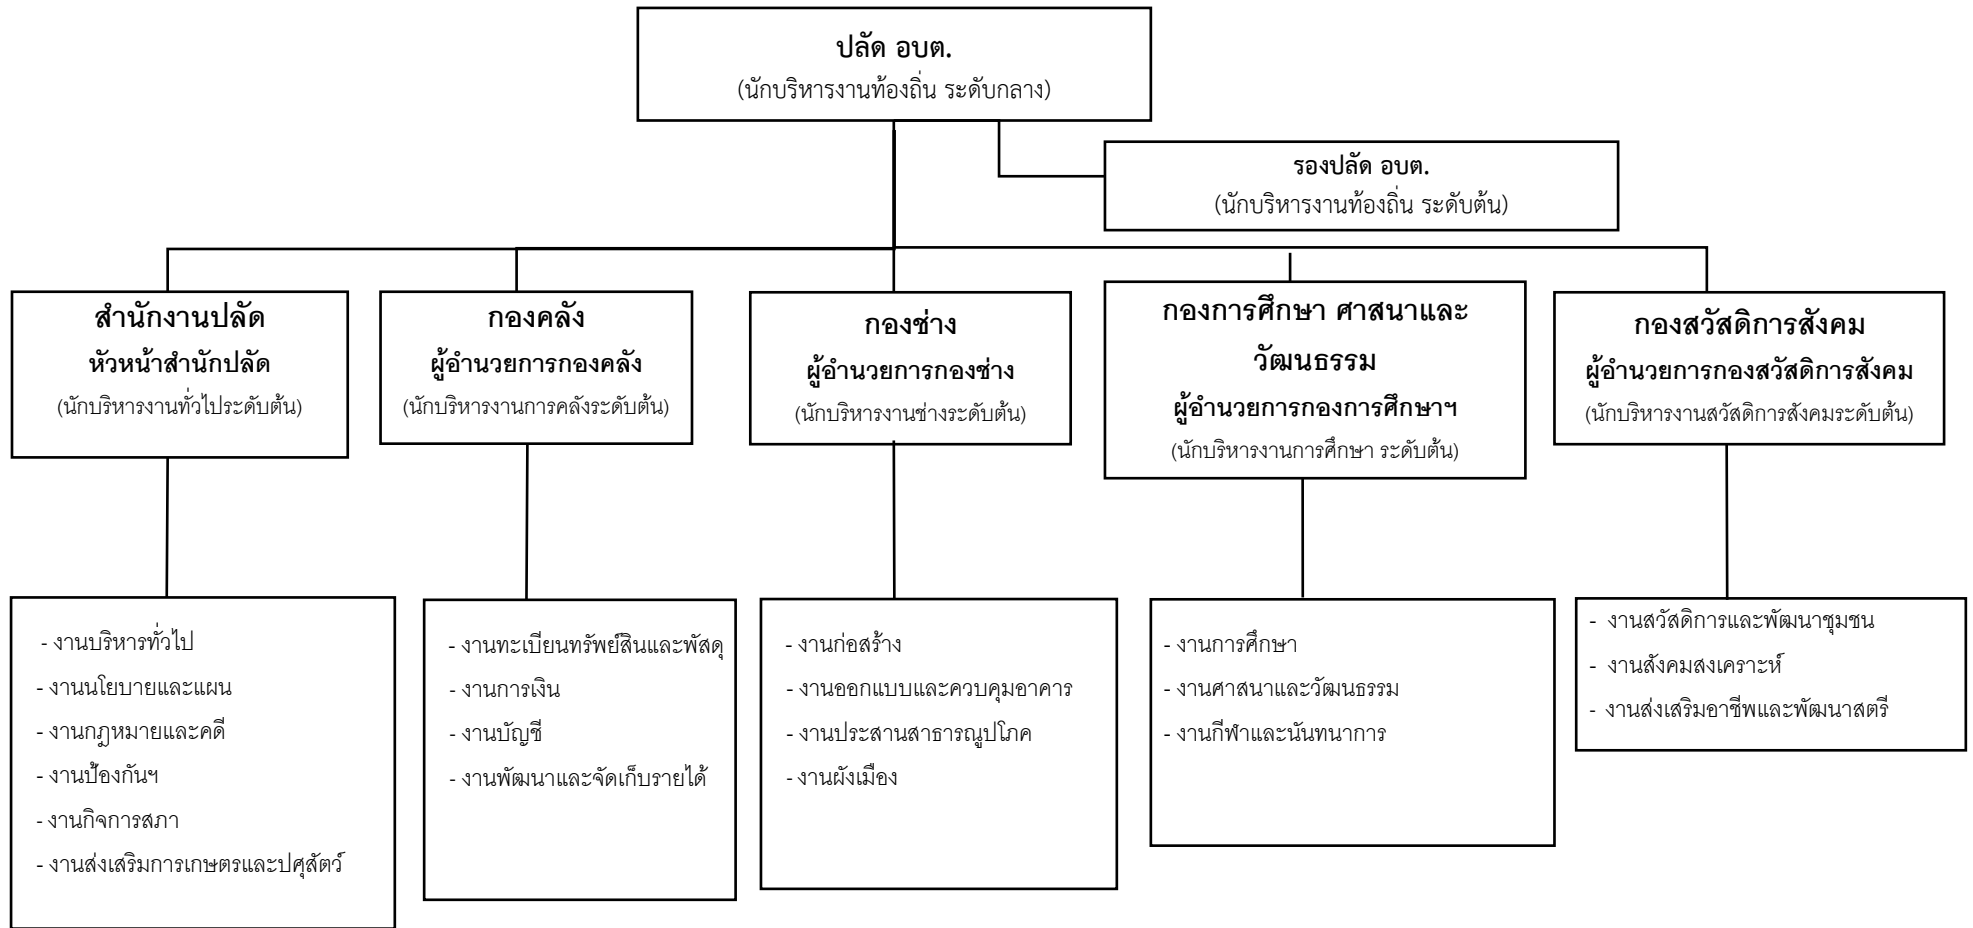 ปลัด อบต.
(นักบริหารงานท้องถิ่น ระดับกลาง)
รองปลัด อบต.
(นักบริหารงานท้องถิ่น ระดับต้น)
สำนักงานปลัด
หัวหน้าสำนักปลัด
(นักบริหารงานทั่วไประดับต้น)
กองคลัง
ผู้อำนวยการกองคลัง
(นักบริหารงานการคลังระดับต้น)
กองช่าง
ผู้อำนวยการกองช่าง
(นักบริหารงานช่างระดับต้น)
กองการศึกษา ศาสนาและ
วัฒนธรรม
ผู้อำนวยการกองการศึกษาฯ
(นักบริหารงานการศึกษา ระดับต้น)
กองสวัสดิการสังคม
ผู้อำนวยการกองสวัสดิการสังคม
(นักบริหารงานสวัสดิการสังคมระดับต้น)
- งานบริหารทั่วไป
- งานนโยบายและแผน
- งานกฎหมายและคดี
- งานป้องกันฯ
- งานกิจการสภา
- งานส่งเสริมการเกษตรและปศุสัตว์
- งานทะเบียนทรัพย์สินและพัสดุ
- งานการเงิน
- งานบัญชี
- งานพัฒนาและจัดเก็บรายได้
- งานก่อสร้าง
- งานออกแบบและควบคุมอาคาร
- งานประสานสาธารณูปโภค
- งานผังเมือง
- งานการศึกษา
- งานศาสนาและวัฒนธรรม
- งานกีฬาและนันทนาการ
- งานสวัสดิการและพัฒนาชุมชน
- งานสังคมสงเคราะห์
- งานส่งเสริมอาชีพและพัฒนาสตรี